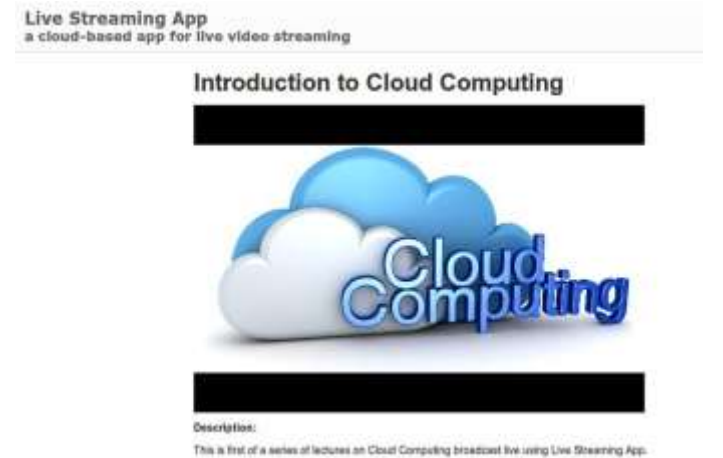 Live Streaming App
a cloud-based app for live video streaming
Introduction to Cloud Computing
Cloud
Computing
Description:
This is first of a series of lectures on Cloud Computing broadcast live using Live Streaming App.